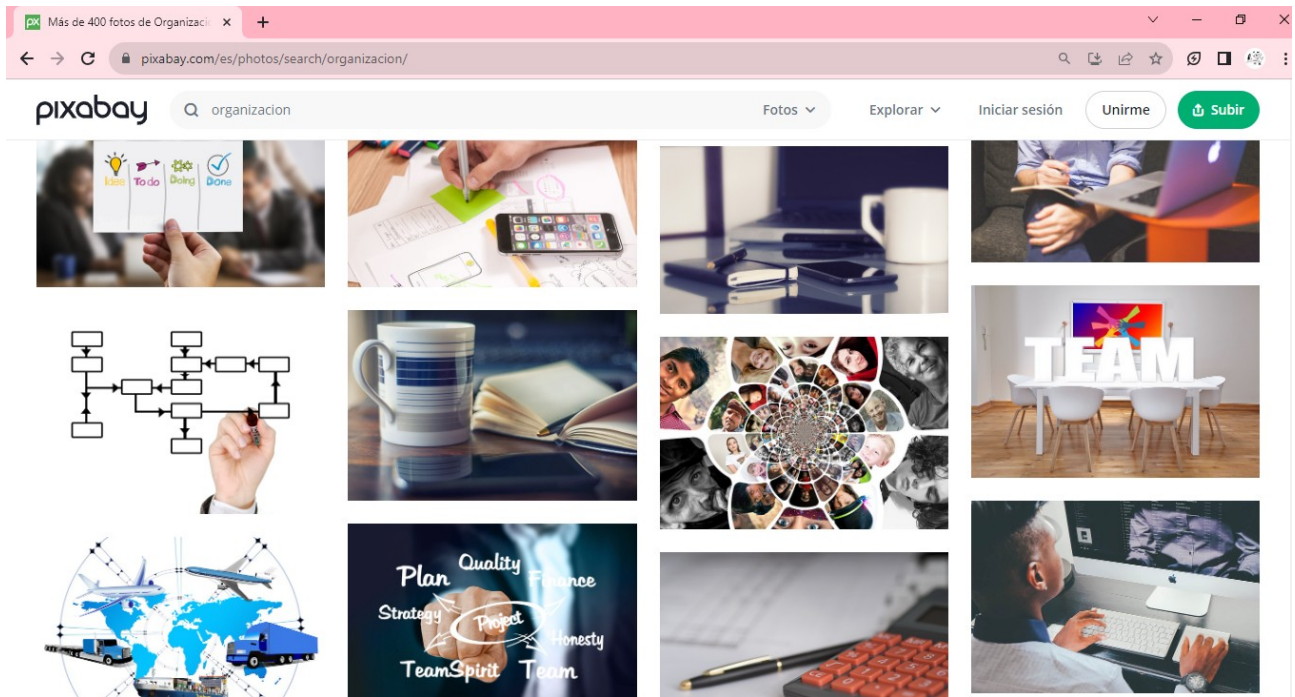 Más de 400 fotos de Organizació
pixabay.com/es/photos/search/organizacion/
pixabay
organizacion
Fotos
Explorar
Iniciar sesión
Unirme
Subir
Idea To do Doing Done
TEAM
Plan
Quality
Finance
Strategy
Project
Honesty
TeamSpirit
Team